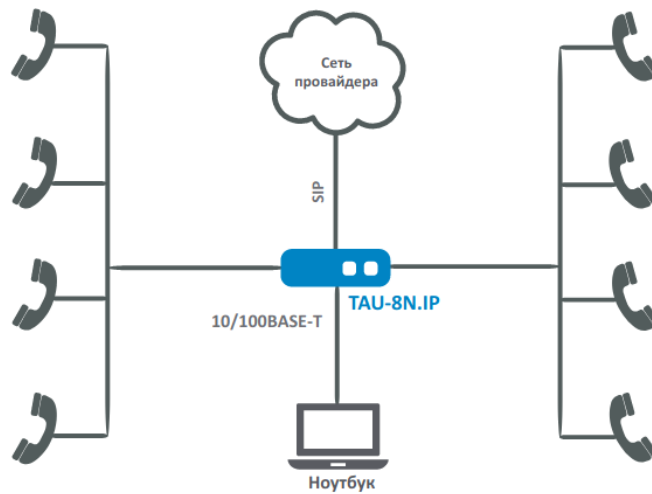 Сеть
провайдера
SIP
TAU-8N.IP
10/100BASE-T
Ноутбук